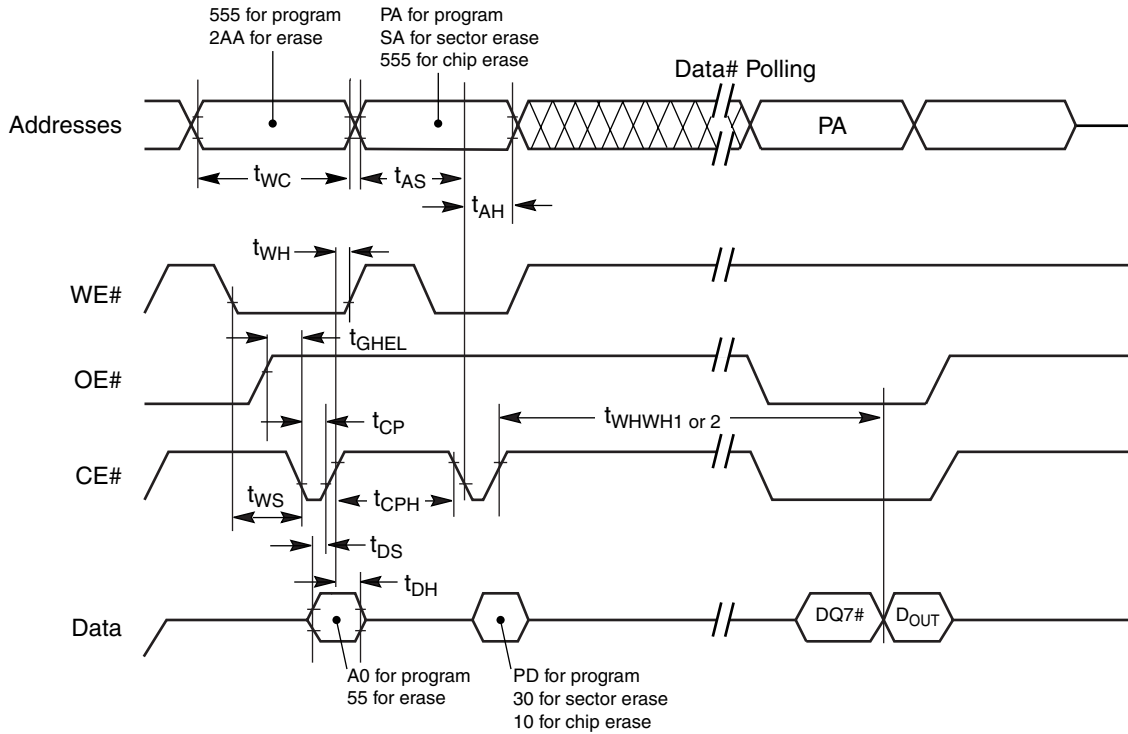 555 for program
2AA for erase
PA for program
SA for sector erase
555 for chip erase
Data# Polling
Addresses
PA
tWC
tAS
tAH
tWH
WE#
tGHEL
OE#
tCP
tWHWH1 or 2
CE#
tWS
tCPH
tDS
tDH
Data
DQ7#
DOUT
A0 for program
55 for erase
PD for program
30 for sector erase
10 for chip erase